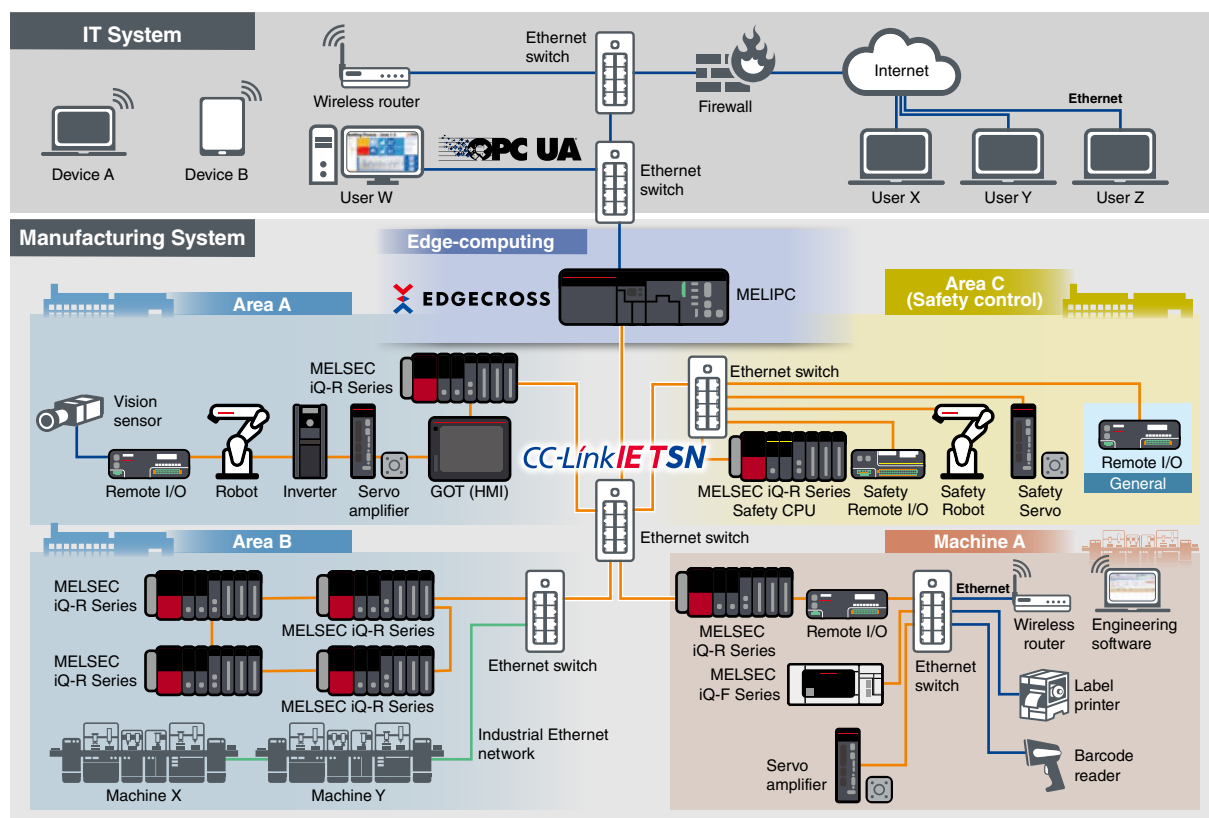 IT System
Ethernet
switch
Wireless router
Firewall
Internet
Ethernet
Device A
Device B
OPC UA
User W
Ethernet
switch
User X
User Y
User Z
Manufacturing System
Edge-computing
EDGECROSS
MELIPC
Area A
Area C
(Safety control)
MELSEC
iQ-R Series
Ethernet switch
Vision
sensor
CC-Link IE TSN
Remote I/O
Robot
Inverter
Servo
amplifier
GOT (HMI)
MELSEC iQ-R Series
Safety CPU
Safety
Remote I/O
Safety
Robot
Safety
Servo
Remote I/O
General
Ethernet switch
Area B
Machine A
MELSEC
iQ-R Series
MELSEC iQ-R Series
MELSEC
iQ-R Series
MELSEC iQ-R Series
Ethernet switch
Industrial Ethernet
network
Machine X
Machine Y
MELSEC
iQ-R Series
Remote I/O
Ethernet
Wireless
router
Engineering
software
MELSEC
iQ-F Series
Ethernet
switch
Label
printer
Servo
amplifier
Barcode
reader